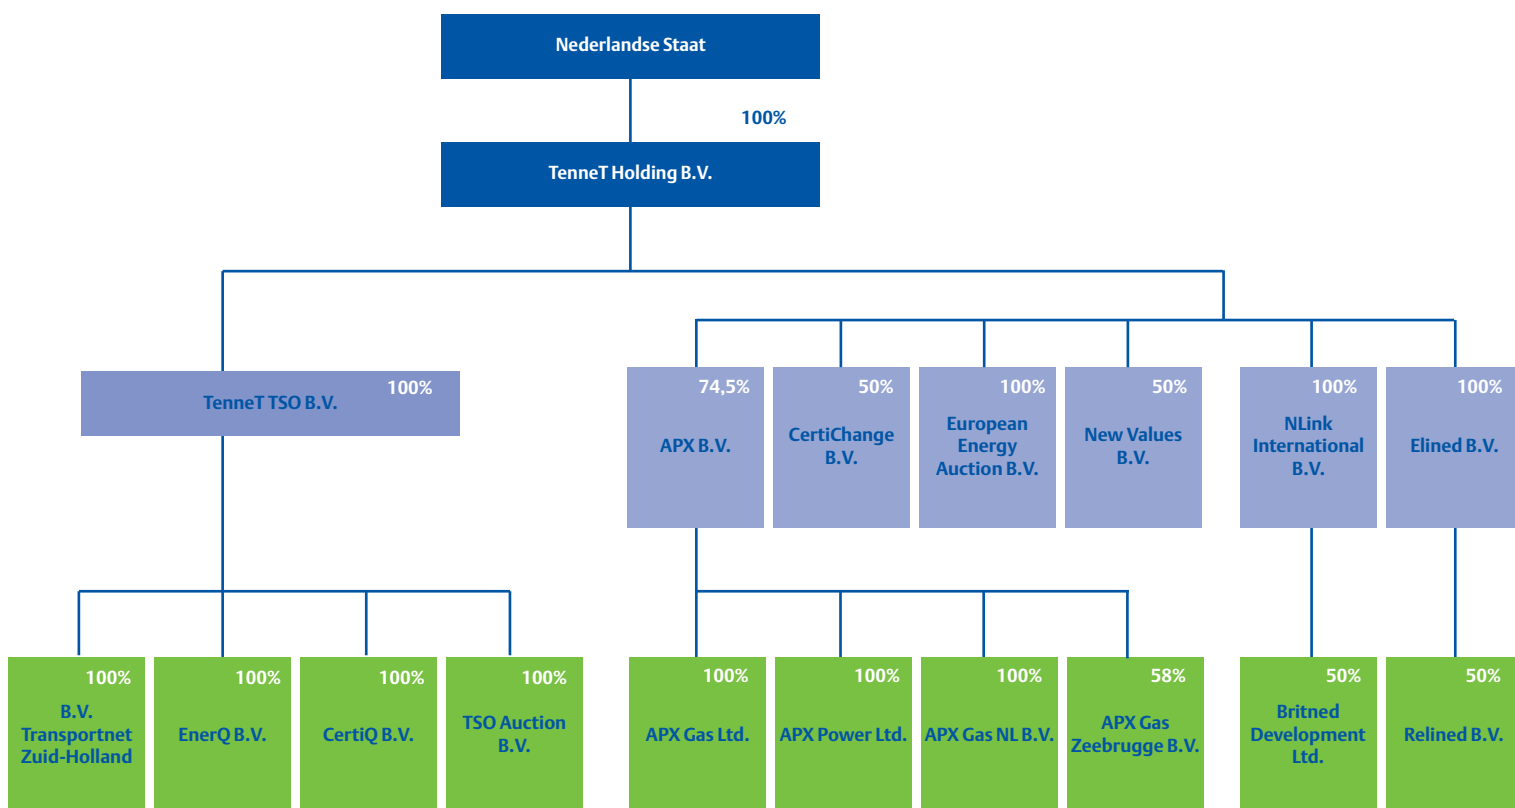 Nederlandse Staat
100%
TenneT Holding B.V.
TenneT TSO B.V.
100%
74,5%
APX B.V.
50%
CertiChange
B.V.
100%
European
Energy
Auction B.V.
50%
New Values
B.V.
100%
NLink
International
B.V.
100%
Elined B.V.
100%
B.V.
Transportnet
Zuid-Holland
100%
EnerQ B.V.
100%
CertiQ B.V.
100%
TSO Auction
B.V.
100%
APX Gas Ltd.
100%
APX Power Ltd.
100%
APX Gas NL B.V.
58%
APX Gas
Zeebrugge B.V.
50%
Britned
Development
Ltd.
50%
Relined B.V.